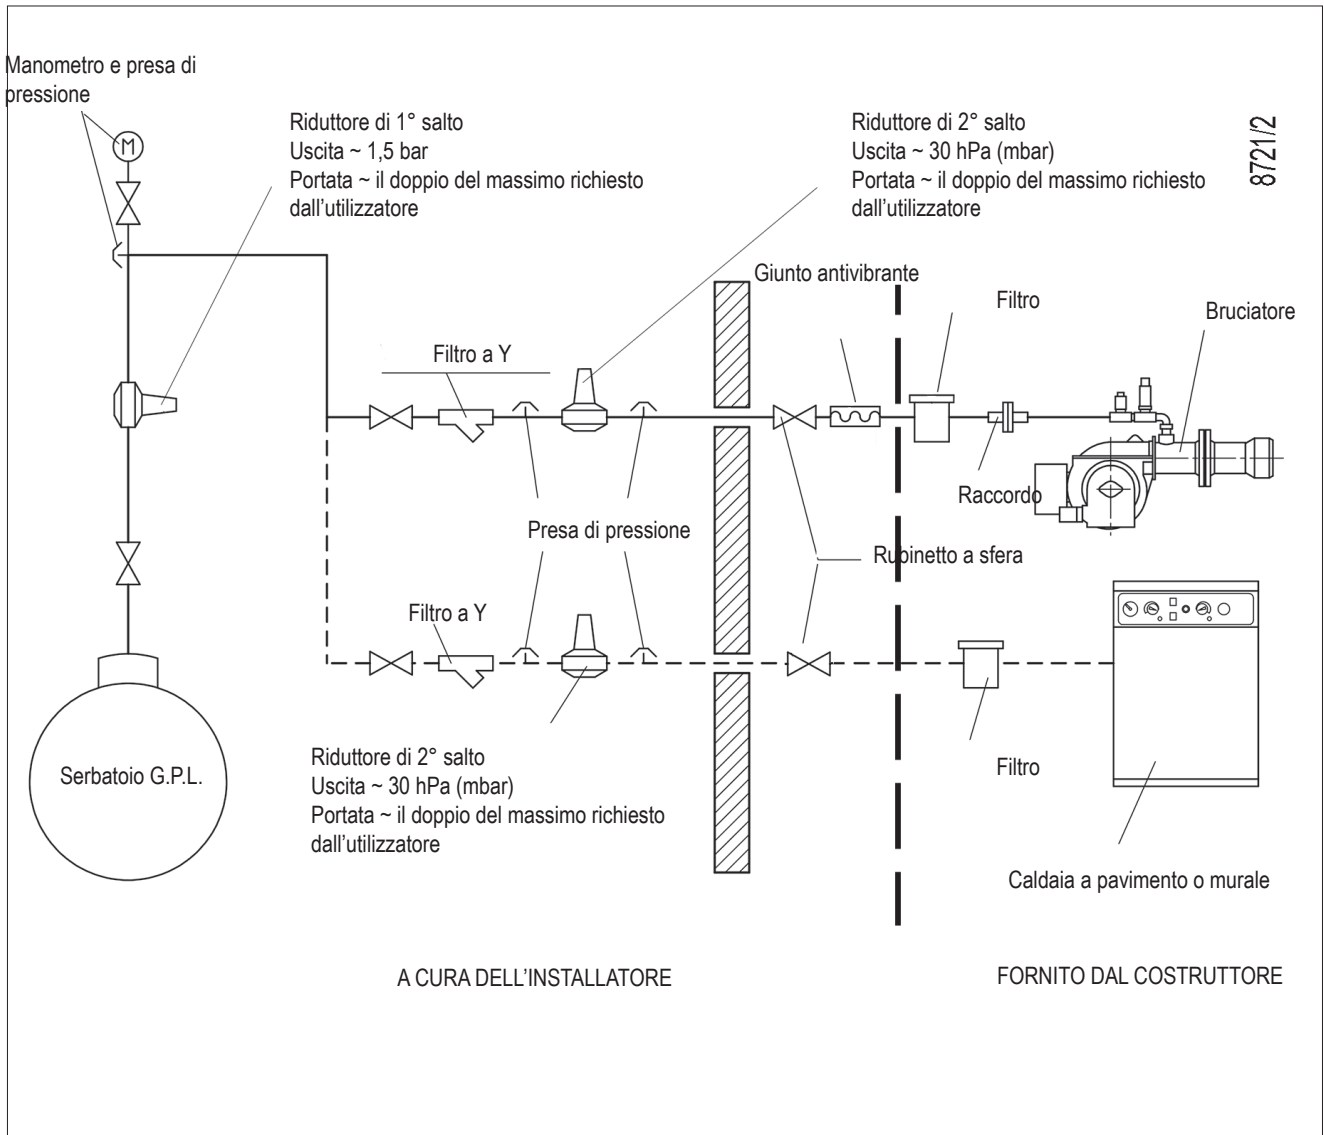 Manometro e presa di
pressione
M
Riduttore di 1° salto
Uscita ~ 1,5 bar
Portata ~ il doppio del massimo richiesto
dall'utilizzatore
Riduttore di 2° salto
Uscita ~ 30 hPa (mbar)
Portata ~ il doppio del massimo richiesto
dall'utilizzatore
8721/2
Giunto antivibrante
Filtro
Bruciatore
Filtro a Y
Raccordo
Presa di pressione
Rubinetto a sfera
Filtro a Y
Serbatoio G.P.L.
Riduttore di 2° salto
Uscita ~ 30 hPa (mbar)
Portata ~ il doppio del massimo richiesto
dall'utilizzatore
Filtro
Caldaia a pavimento o murale
A CURA DELL'INSTALLATORE
FORNITO DAL COSTRUTTORE